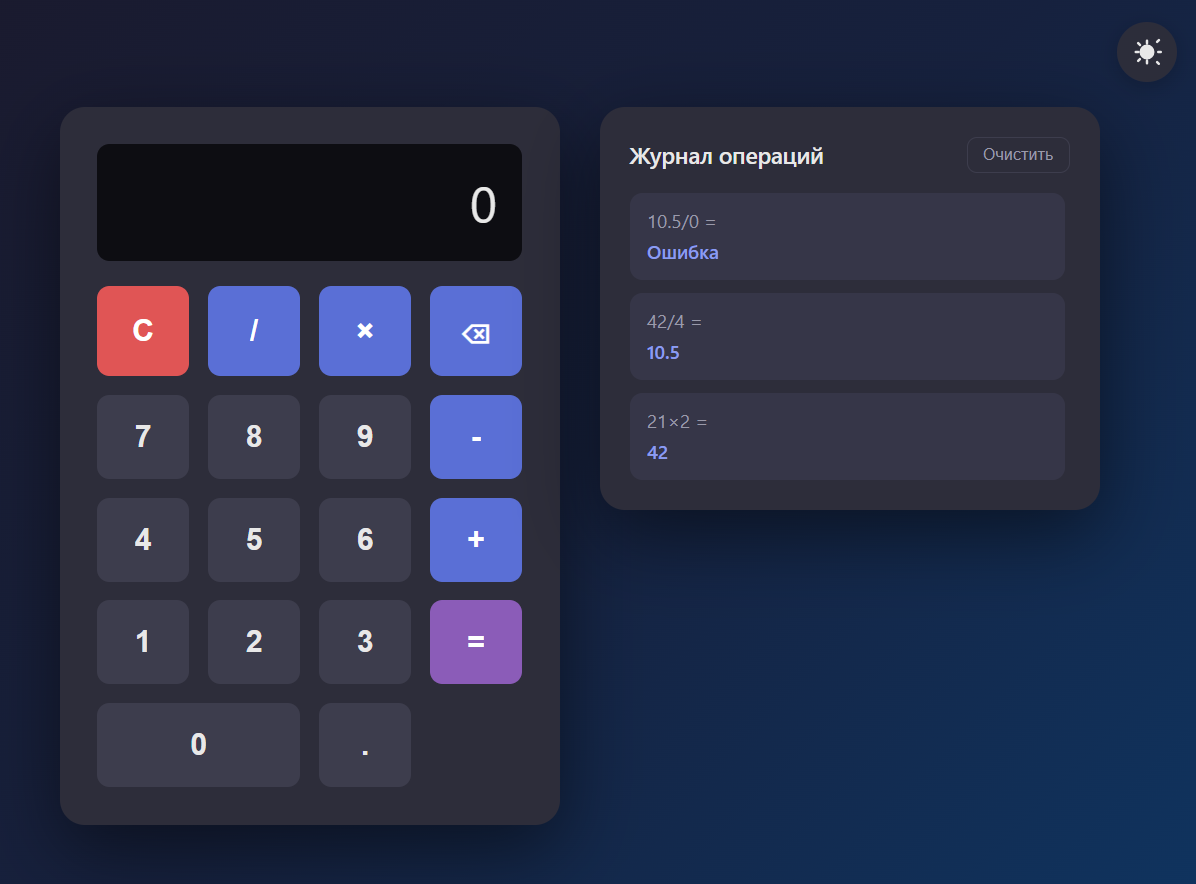 0
C / ×
7 8 9 -
4 5 6 +
1 2 3 =
0 .
Журнал операций
Очистить
10.5/0 =
Ошибка
42/4 =
10.5
21×2 =
42